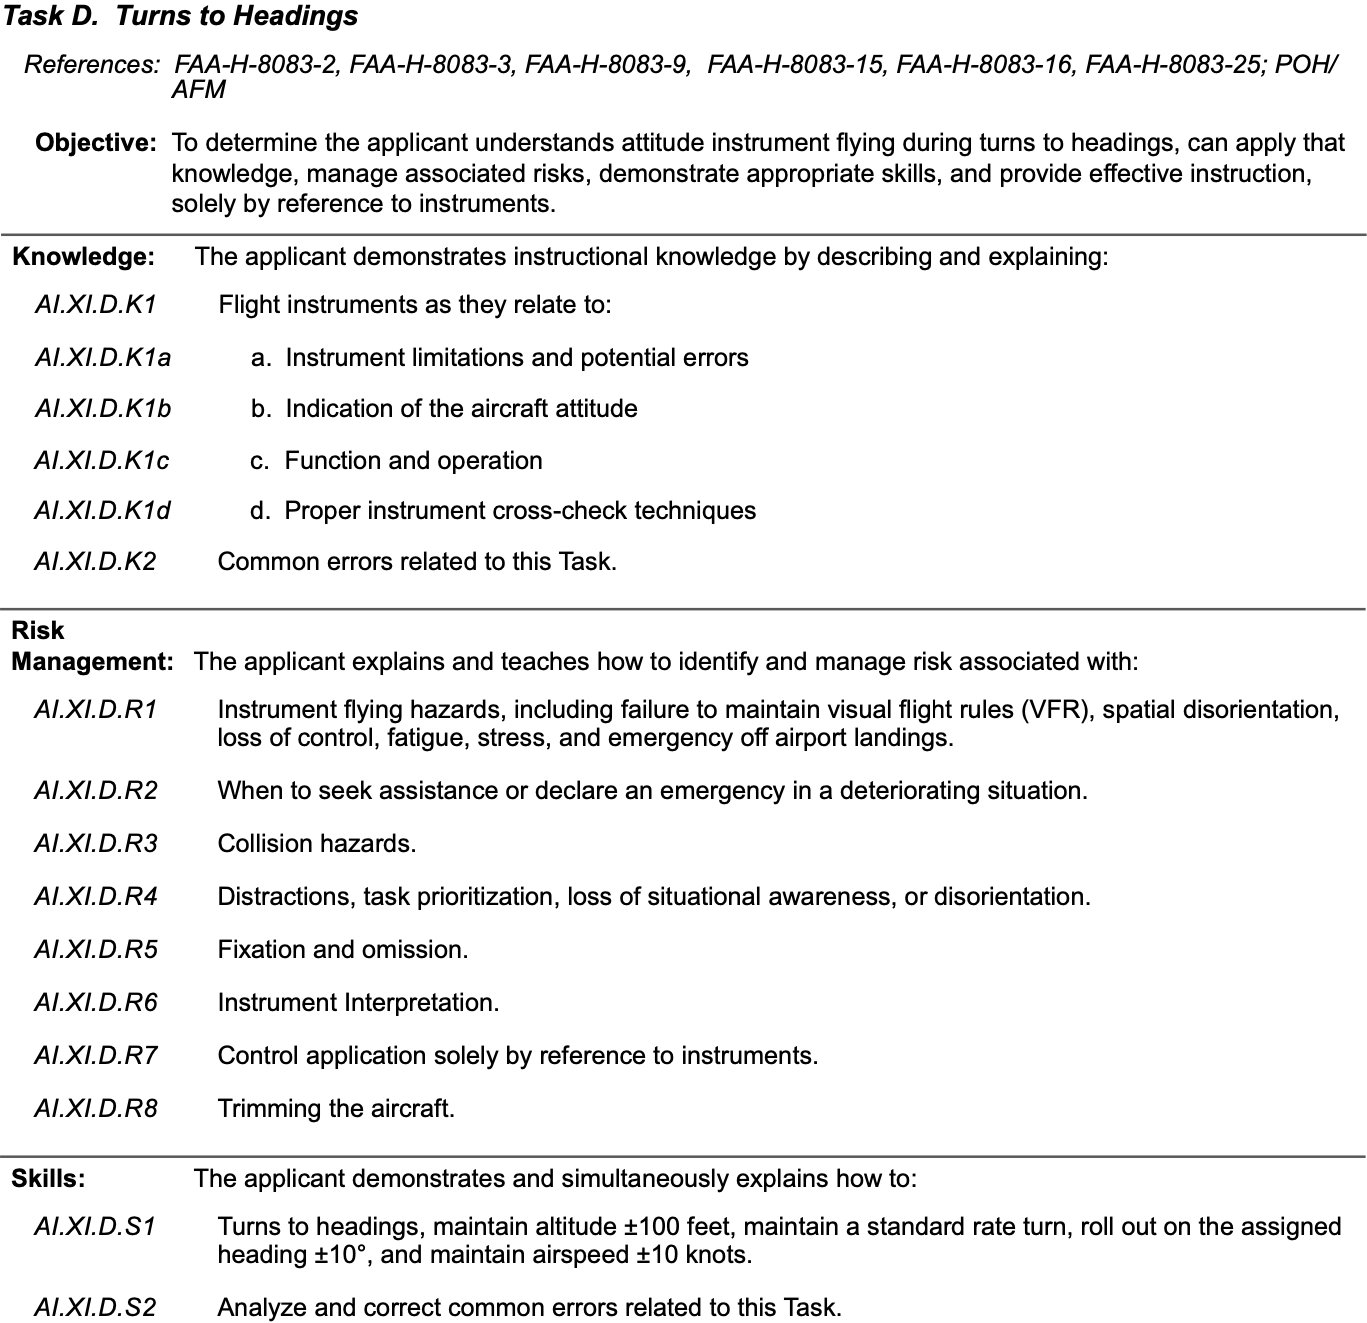 Task D. Turns to Headings
References: FAA-H-8083-2, FAA-H-8083-3, FAA-H-8083-9, FAA-H-8083-15, FAA-H-8083-16, FAA-H-8083-25; POH/
AFM
Objective: To determine the applicant understands attitude instrument flying during turns to headings, can apply that
knowledge, manage associated risks, demonstrate appropriate skills, and provide effective instruction,
solely by reference to instruments.
Knowledge: The applicant demonstrates instructional knowledge by describing and explaining:
AI.XI.D.K1 Flight instruments as they relate to:
AI.XI.D.K1a a. Instrument limitations and potential errors
AI.XI.D.K1b b. Indication of the aircraft attitude
AI.XI.D.K1c c. Function and operation
AI.XI.D.K1d d. Proper instrument cross-check techniques
AI.XI.D.K2 Common errors related to this Task.
Risk
Management: The applicant explains and teaches how to identify and manage risk associated with:
AI.XI.D.R1 Instrument flying hazards, including failure to maintain visual flight rules (VFR), spatial disorientation,
loss of control, fatigue, stress, and emergency off airport landings.
AI.XI.D.R2 When to seek assistance or declare an emergency in a deteriorating situation.
AI.XI.D.R3 Collision hazards.
AI.XI.D.R4 Distractions, task prioritization, loss of situational awareness, or disorientation.
AI.XI.D.R5 Fixation and omission.
AI.XI.D.R6 Instrument Interpretation.
AI.XI.D.R7 Control application solely by reference to instruments.
AI.XI.D.R8 Trimming the aircraft.
Skills: The applicant demonstrates and simultaneously explains how to:
AI.XI.D.S1 Turns to headings, maintain altitude ±100 feet, maintain a standard rate turn, roll out on the assigned
heading ±10°, and maintain airspeed ±10 knots.
AI.XI.D.S2 Analyze and correct common errors related to this Task.